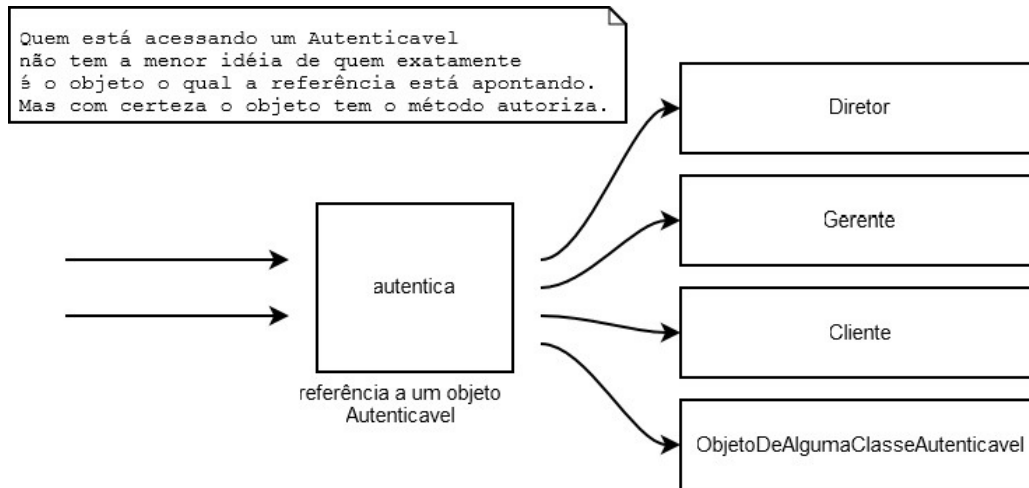 Quem está acessando um Autenticavel
não tem a menor idéia de quem exatamente
é o objeto o qual a referência está apontando.
Mas com certeza o objeto tem o método autoriza.
Diretor
Gerente
autentica
Cliente
referência a um objeto
Autenticavel
ObjetoDeAlgumaClasseAutenticavel